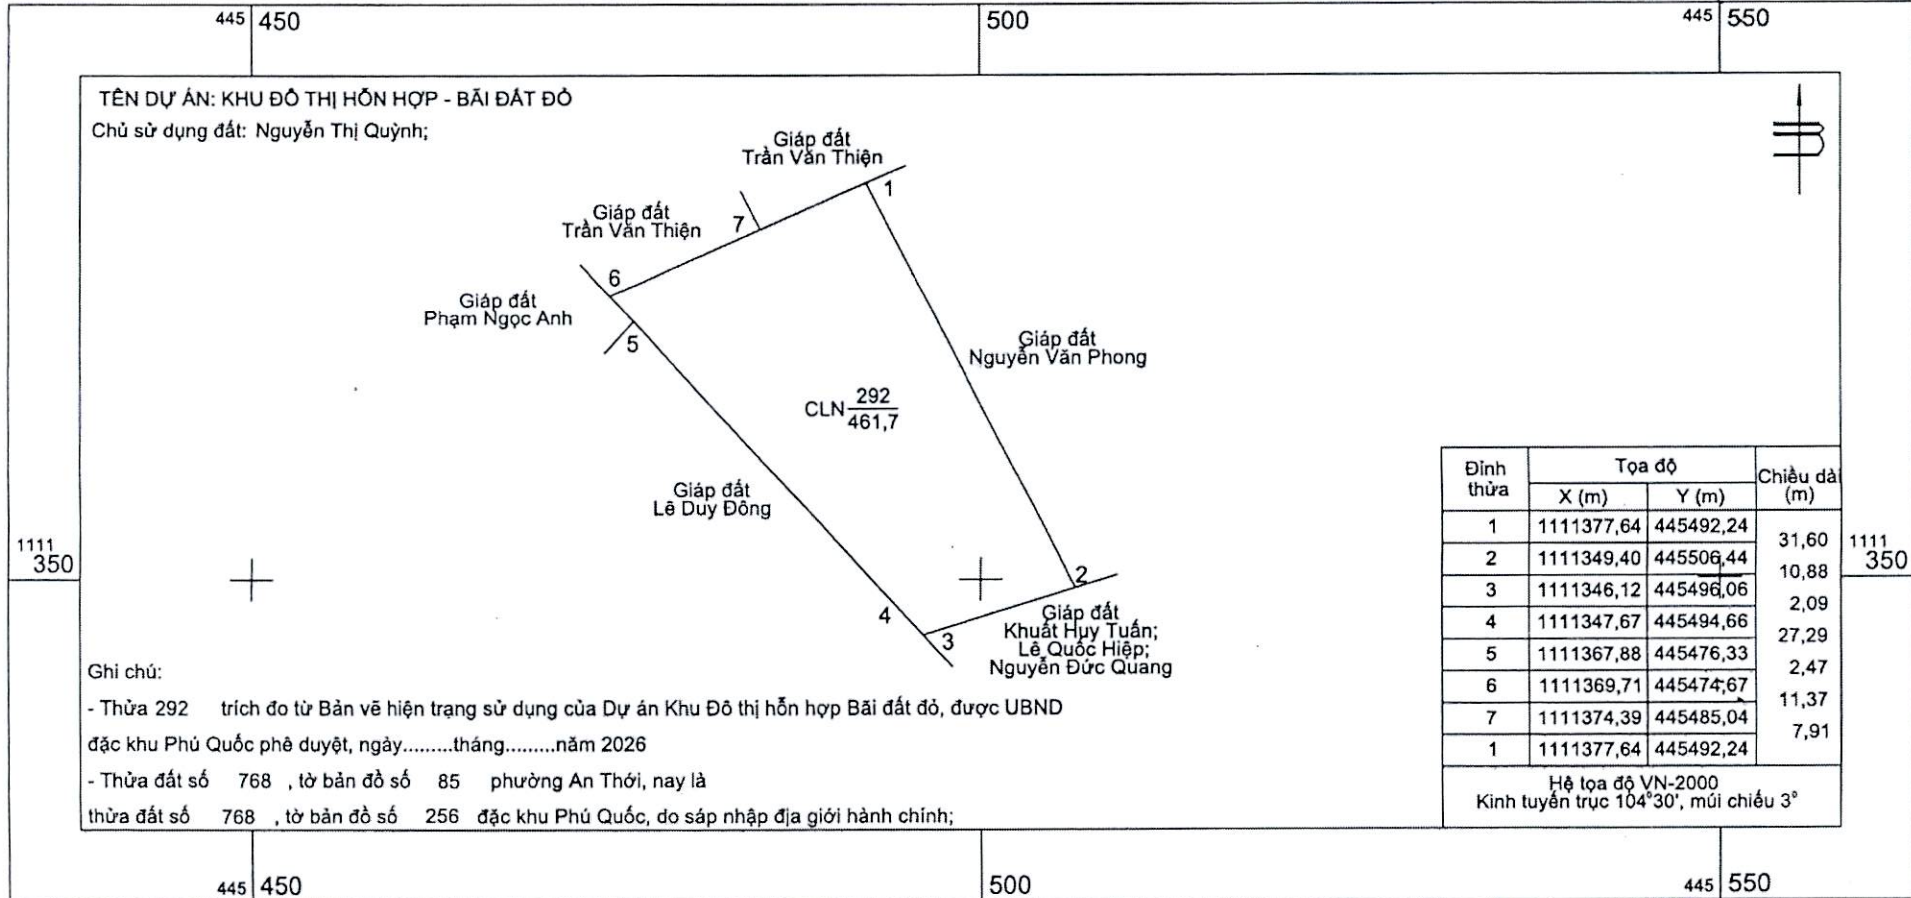 445 450
500
445 550
TÊN DỰ ÁN: KHU ĐÔ THỊ HỖN HỢP - BÃI ĐẤT ĐỎ
Chủ sử dụng đất: Nguyễn Thị Quỳnh;
Giáp đất
Trần Văn Thiện
1
Giáp đất
Trần Văn Thiện
7
6
Giáp đất
Phạm Ngọc Anh
5
Giáp đất
Nguyễn Văn Phong
CLN 292
461,7
Giáp đất
Lê Duy Đông
1111
350
2
4
3
Giáp đất
Khuất Huy Tuấn;
Lê Quốc Hiệp;
Nguyễn Đức Quang
Đỉnh thửa Tọa độ Chiều dài (m)
X (m) Y (m)
1 1111377,64 445492,24
31,60
2 1111349,40 445506,44
10,88
3 1111346,12 445496,06
2,09
4 1111347,67 445494,66
27,29
5 1111367,88 445476,33
2,47
6 1111369,71 445474,67
11,37
7 1111374,39 445485,04
7,91
1 1111377,64 445492,24
Hệ tọa độ VN-2000
Kinh tuyến trục 104°30', múi chiếu 3°
1111
350
Ghi chú:
- Thửa 292 trích đo từ Bản vẽ hiện trạng sử dụng của Dự án Khu Đô thị hỗn hợp Bãi đất đỏ, được UBND
đặc khu Phú Quốc phê duyệt, ngày.........tháng.........năm 2026
- Thửa đất số 768 , tờ bản đồ số 85 phường An Thới, nay là
thửa đất số 768 , tờ bản đồ số 256 đặc khu Phú Quốc, do sáp nhập địa giới hành chính;
445 450
500
445 550